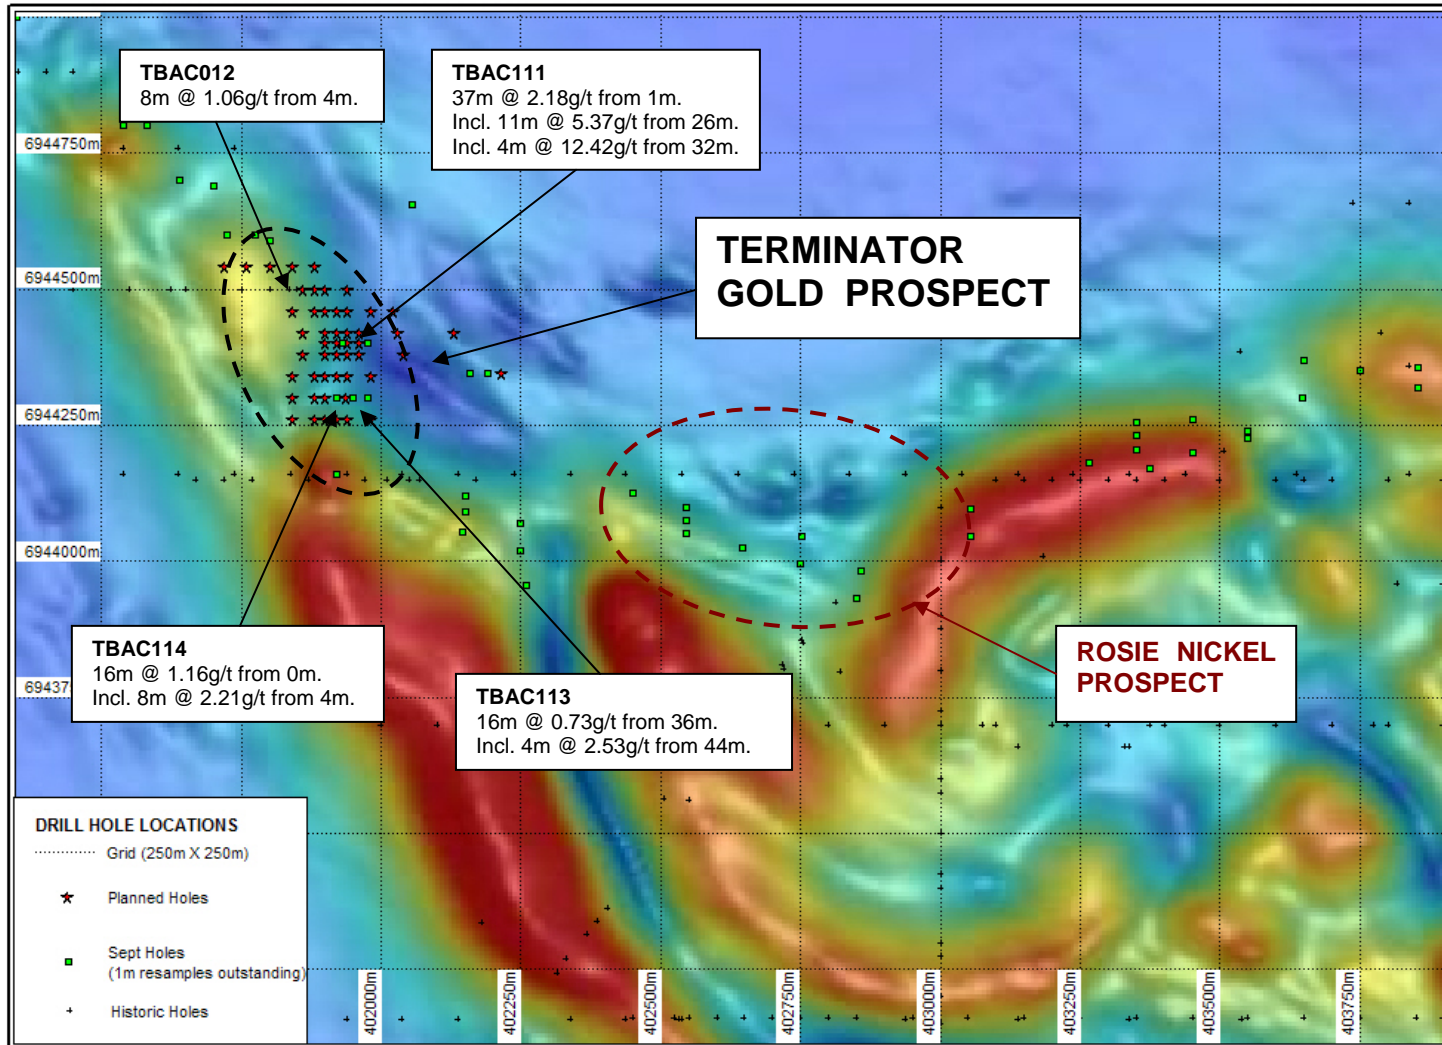 TBAC012
8m @ 1.06g/t from 4m.
TBAC111
37m @ 2.18g/t from 1m.
Incl. 11m @ 5.37g/t from 26m.
Incl. 4m @ 12.42g/t from 32m.
6944750m
TERMINATOR
GOLD PROSPECT
6944500m
6944250m
6944000m
TBAC114
16m @ 1.16g/t from 0m.
Incl. 8m @ 2.21g/t from 4m.
ROSIE NICKEL
PROSPECT
TBAC113
16m @ 0.73g/t from 36m.
Incl. 4m @ 2.53g/t from 44m.
694375
DRILL HOLE LOCATIONS
Grid (250m X 250m)
Planned Holes
Sept Holes
(1m resamples outstanding)
Historic Holes
402000m
402250m
402500m
402750m
403000m
403250m
403500m
403750m